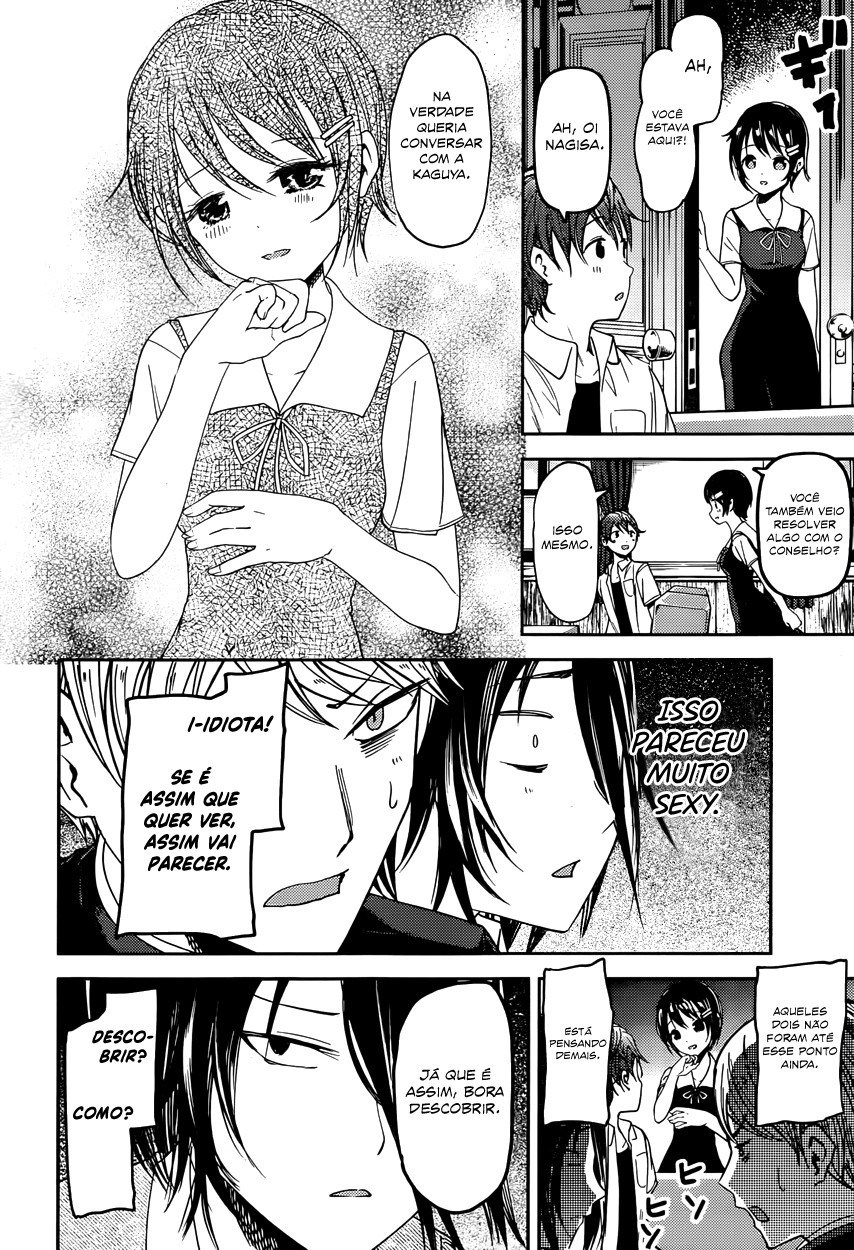 ギイ
AH,
VOCÊ
ESTAVA
AQUI?!
AH, OI
NAGISA.
VOCÊ
TAMBÉM VEIO
RESOLVER
ALGO COM O
CONSELHO?
ISSO
MESMO.
NA
VERDADE
QUERIA
CONVERSAR
COM A
KAGUYA.
ISSO
PARECEU
MUITO
SEXY.
I-IDIOTA!
SE É
ASSIM QUE
QUER VER,
ASSIM VAI
PARECER.
AQUELES
DOIS NÃO
FORAM ATÉ
ESSE PONTO
AINDA.
ESTÁ
PENSANDO
DEMAIS.
ヒソ
ヒソ
JÁ QUE É
ASSIM, BORA
DESCOBRIR.
DESCO-
BRIR?
COMO?